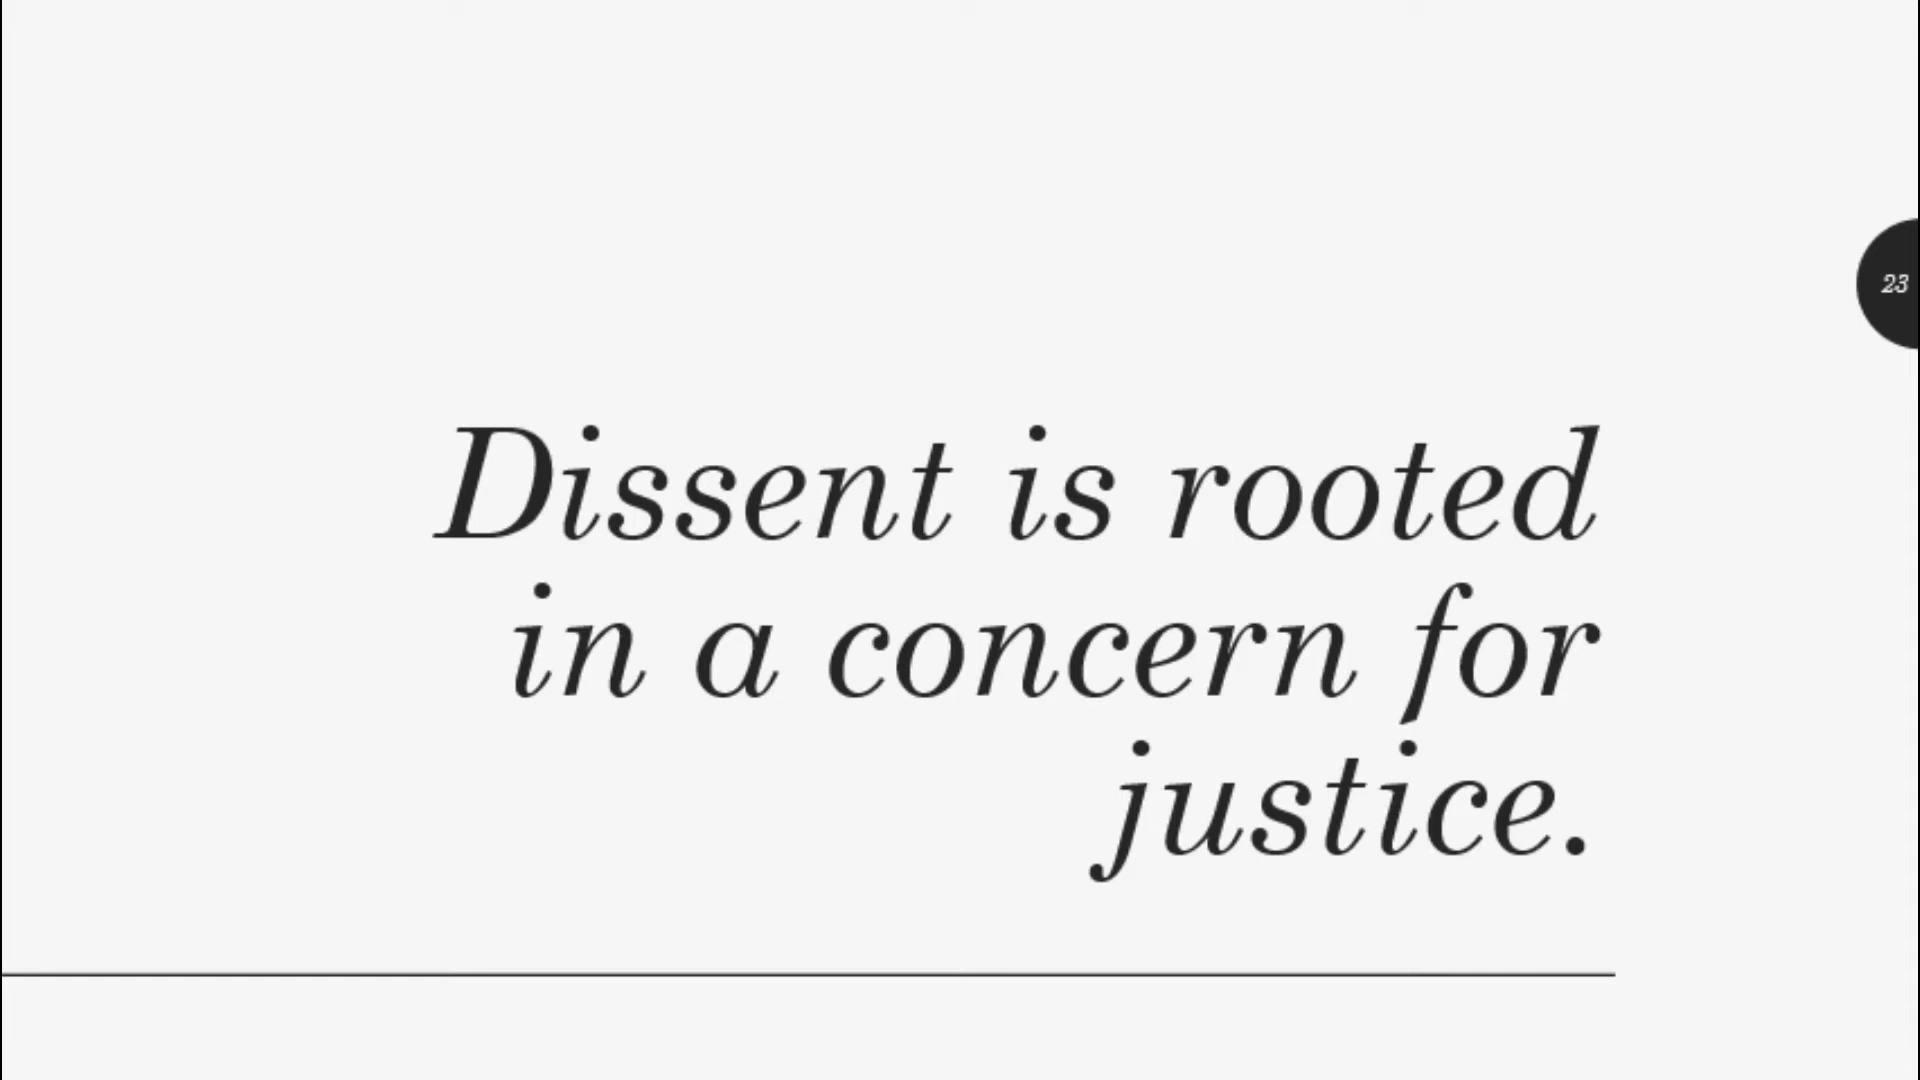 23
Dissent is rooted
in a concern for
justice.